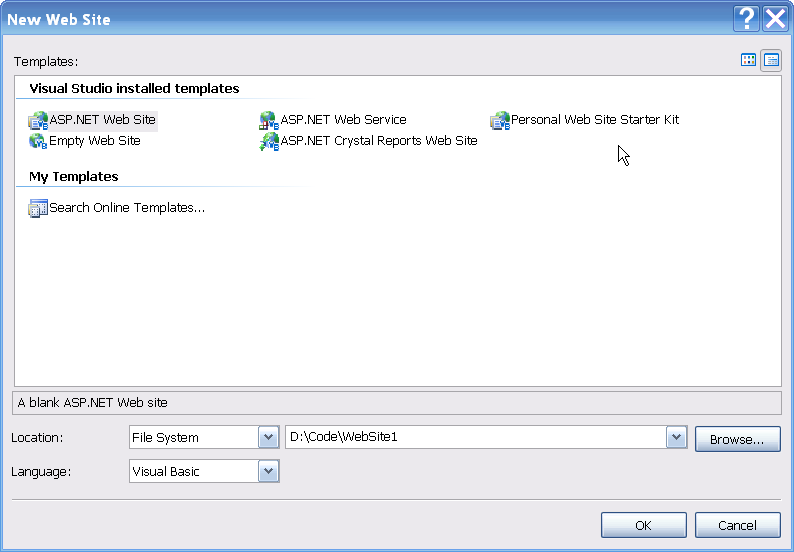 New Web Site
Templates:
Visual Studio installed templates
ASP.NET Web Site ASP.NET Web Service Personal Web Site Starter Kit
Empty Web Site ASP.NET Crystal Reports Web Site
My Templates
Search Online Templates...
A blank ASP.NET Web site
Location: File System D:\Code\WebSite1 Browse...
Language: Visual Basic
OK Cancel